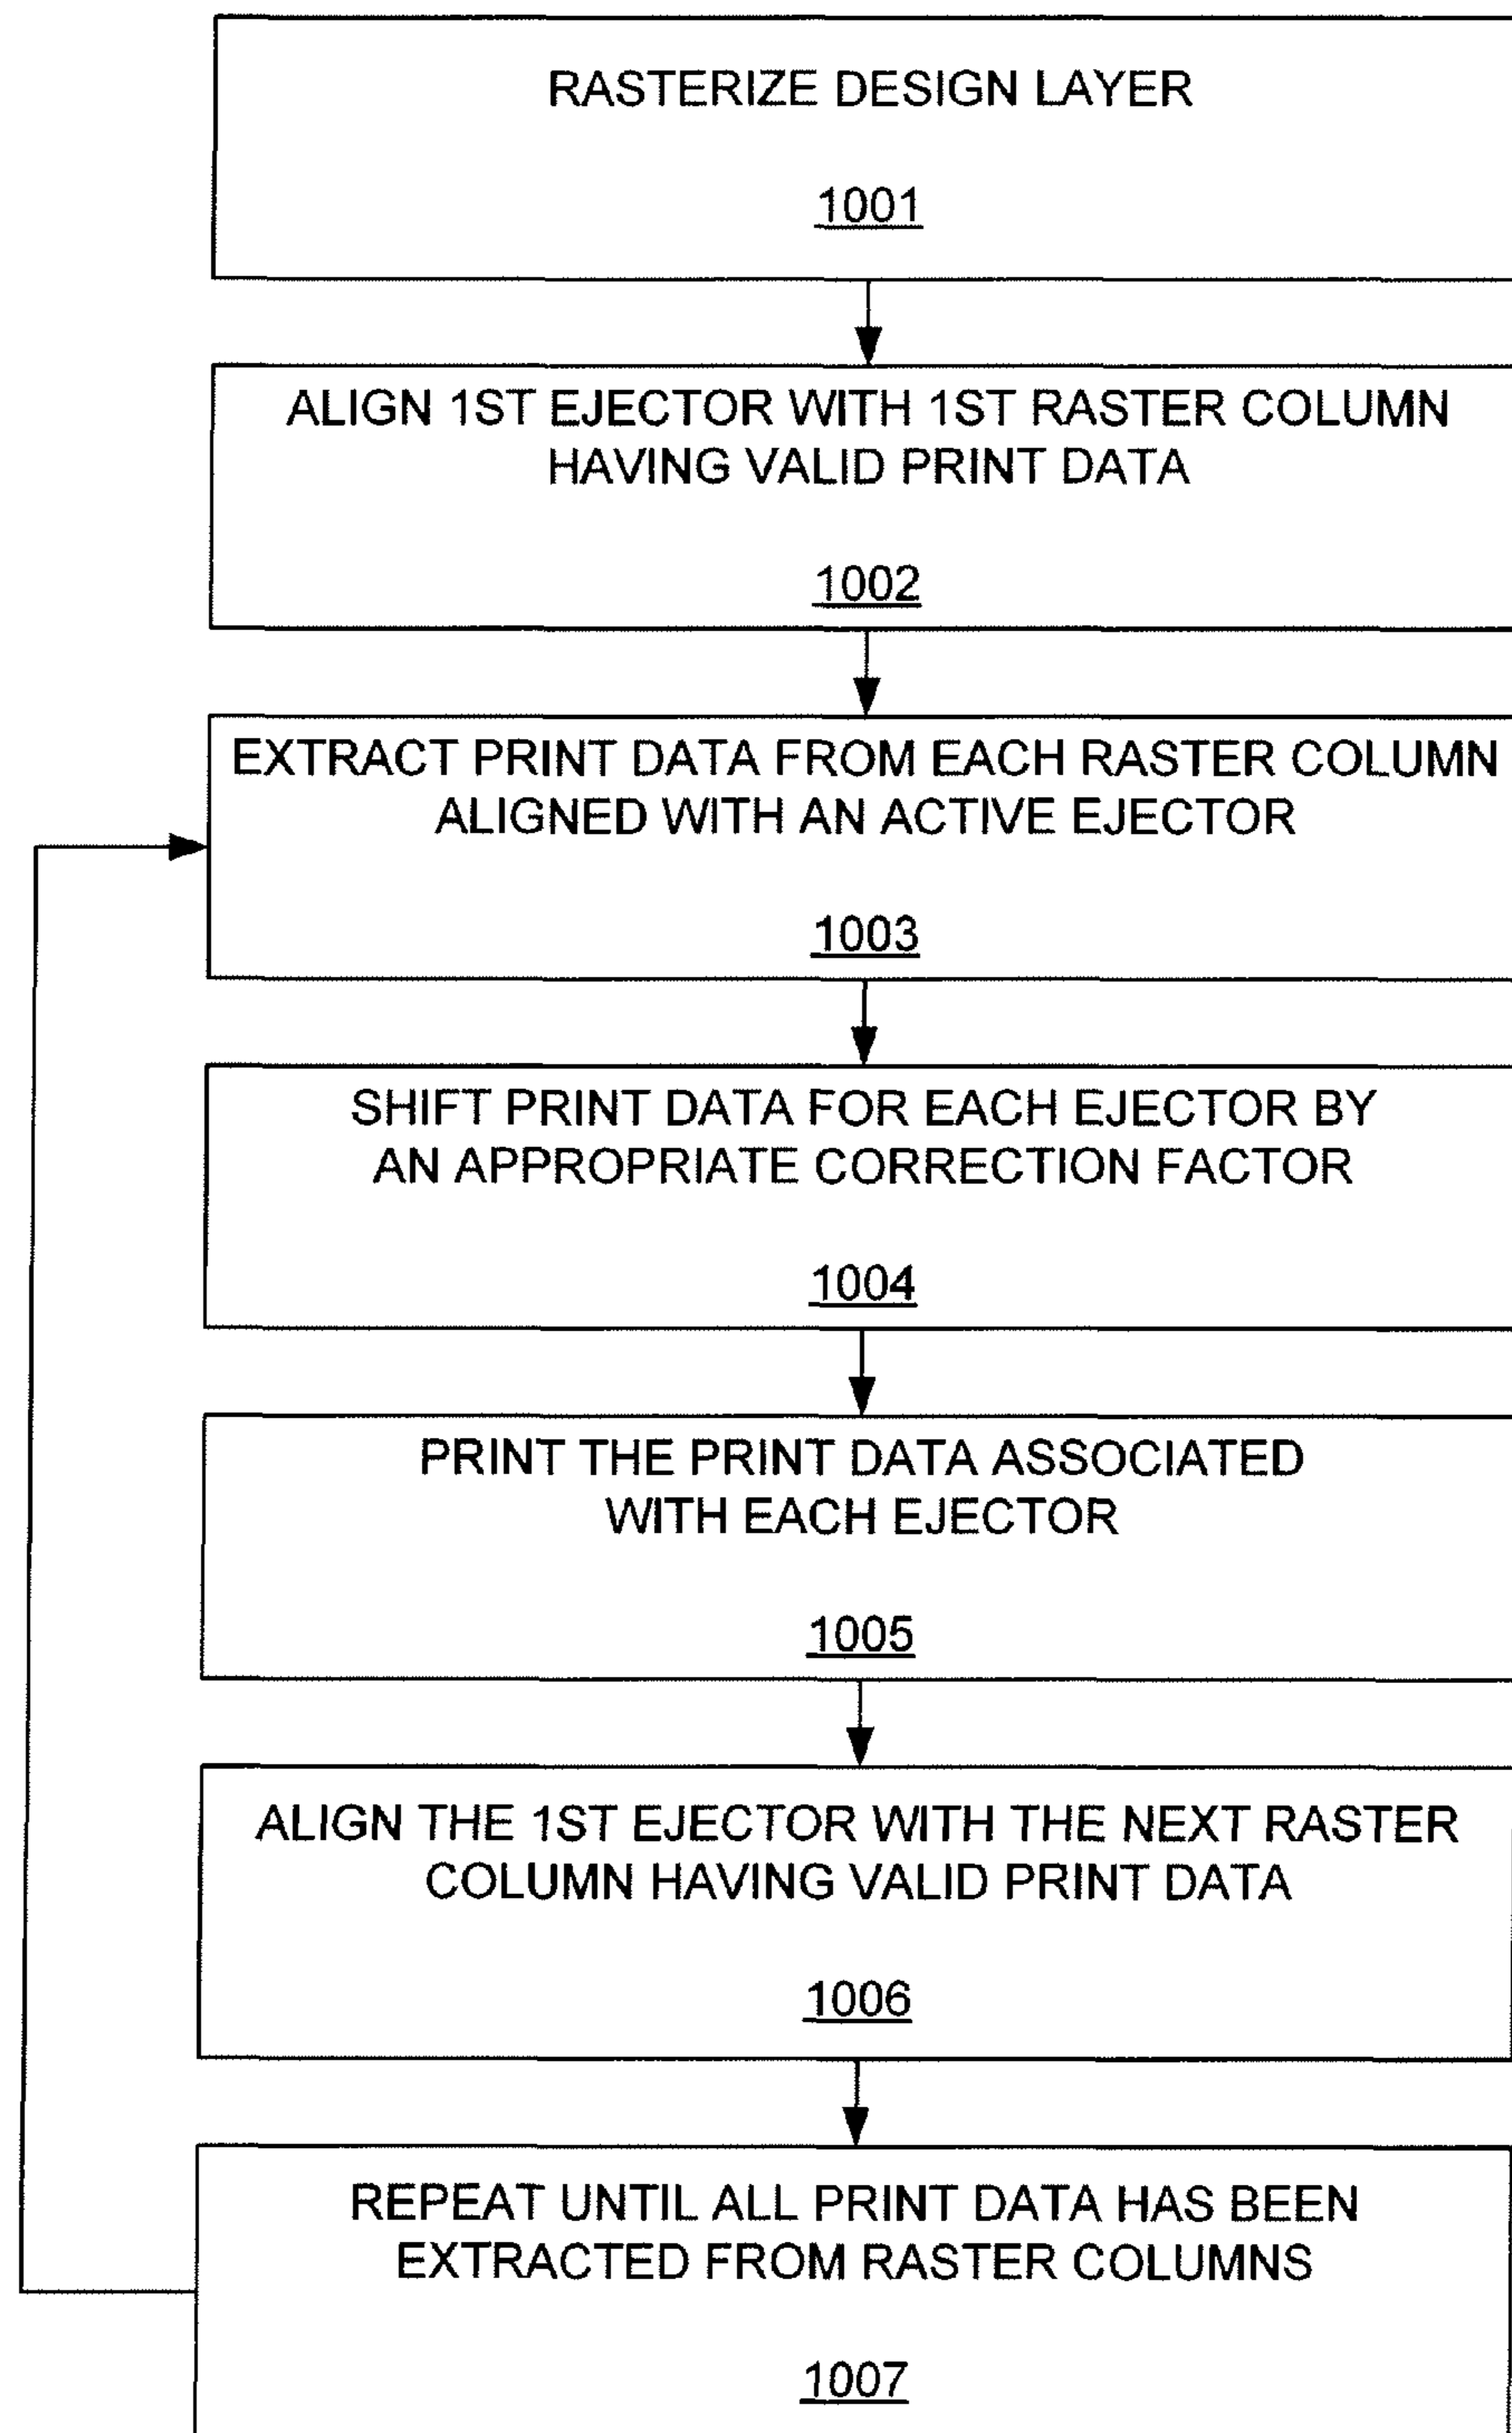 RASTERIZE DESIGN LAYER
1001
ALIGN 1ST EJECTOR WITH 1ST RASTER COLUMN
HAVING VALID PRINT DATA
1002
EXTRACT PRINT DATA FROM EACH RASTER COLUMN
ALIGNED WITH AN ACTIVE EJECTOR
1003
SHIFT PRINT DATA FOR EACH EJECTOR BY
AN APPROPRIATE CORRECTION FACTOR
1004
PRINT THE PRINT DATA ASSOCIATED
WITH EACH EJECTOR
1005
ALIGN THE 1ST EJECTOR WITH THE NEXT RASTER
COLUMN HAVING VALID PRINT DATA
1006
REPEAT UNTIL ALL PRINT DATA HAS BEEN
EXTRACTED FROM RASTER COLUMNS
1007